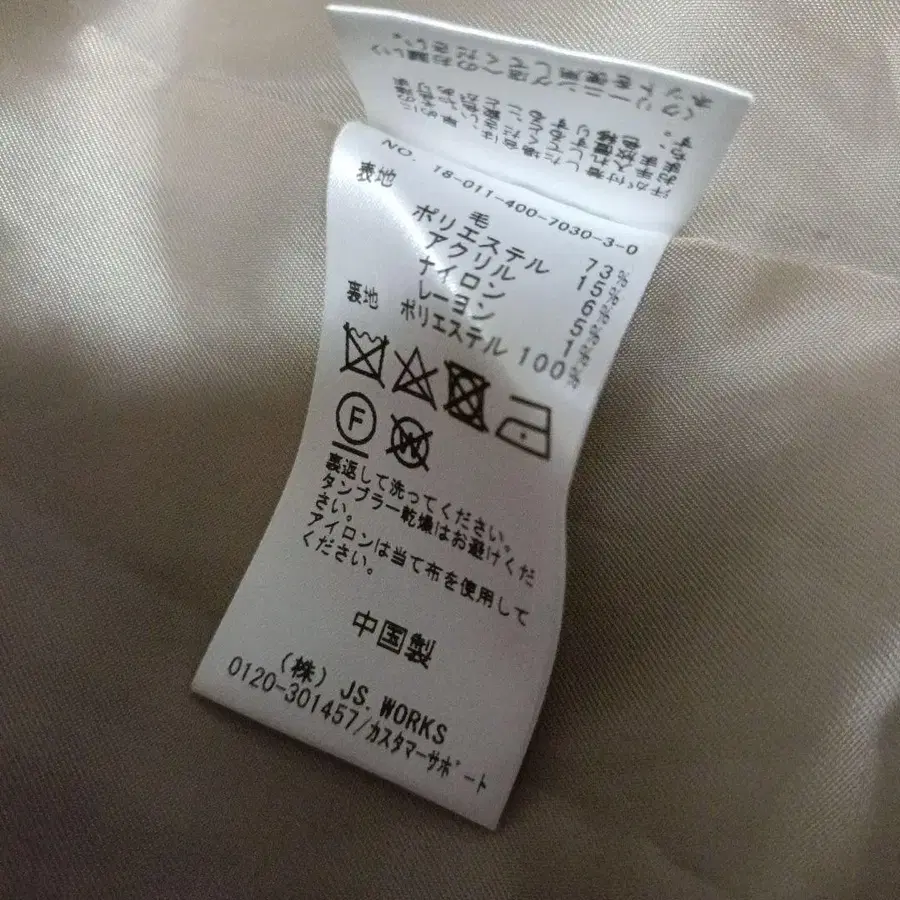 NO. 18-011-400-7030-3-0
表地
毛 73%
ポリエステル 15%
アクリル 6%
ナイロン 5%
レーヨン 1%
裏地 ポリエステル 100%
F W
裏返して洗ってください。
タンブラー乾燥はお避けくだ
さい。
アイロンは当て布を使用して
ください。
中国製
(株) JS.WORKS
0120-301457/カスタマーサポート